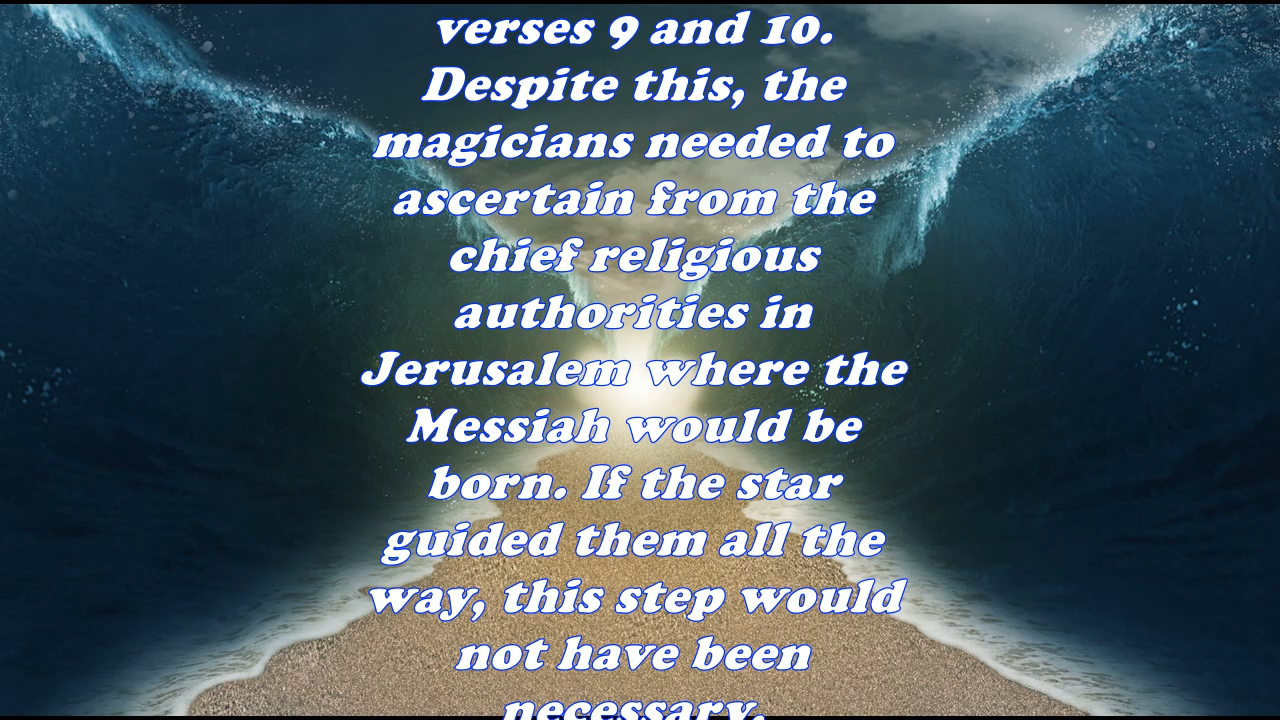 verses 9 and 10.
Despite this, the
magicians needed to
ascertain from the
chief religious
authorities in
Jerusalem where the
Messiah would be
born. If the star
guided them all the
way, this step would
not have been
necessary.